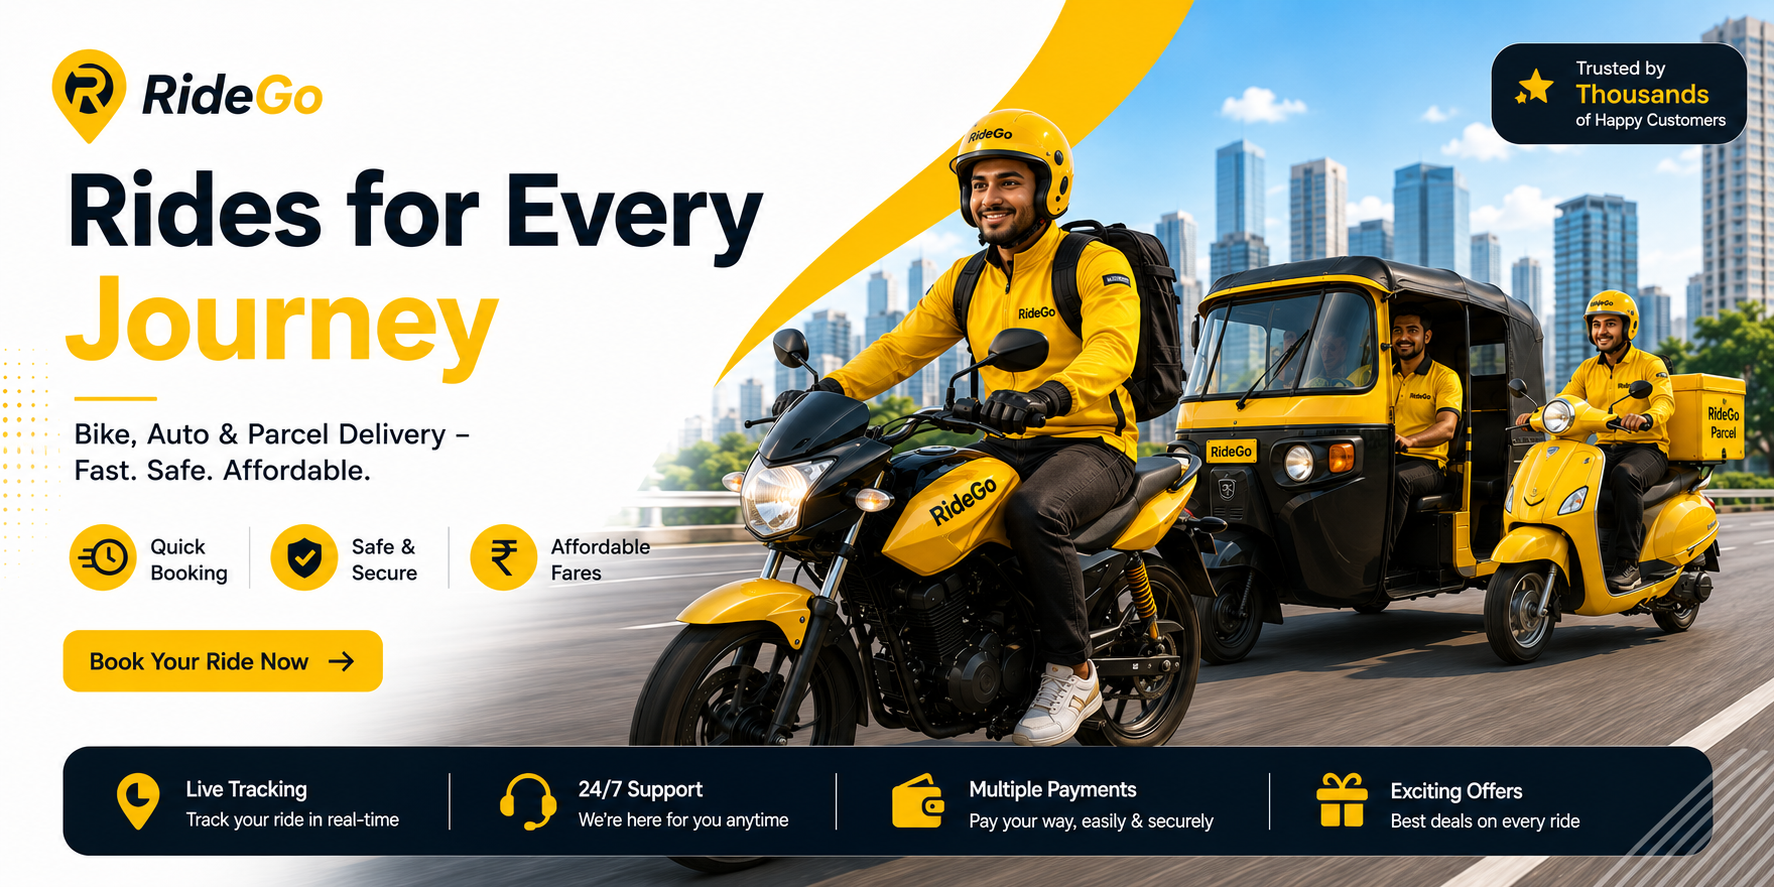 RideGo
Rides for Every
Journey
Bike, Auto & Parcel Delivery –
Fast. Safe. Affordable.
Quick
Booking
Safe &
Secure
₹
Affordable
Fares
Book Your Ride Now →
Trusted by
Thousands
of Happy Customers
RideGo
RideGo
RideGo
RideGo
RideGo
RideGo
RideGo
Parcel
Live Tracking
Track your ride in real-time
24/7 Support
We're here for you anytime
Multiple Payments
Pay your way, easily & securely
Exciting Offers
Best deals on every ride